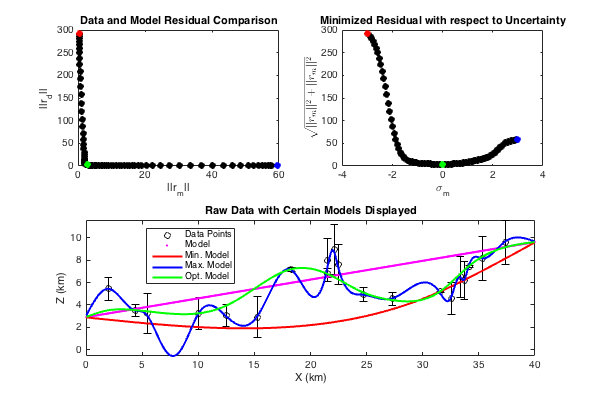 Data and Model Residual Comparison
300
250
200
150
100
50
0
0 20 40 60
||r_d||
||r_m||
Minimized Residual with respect to Uncertainty
300
250
200
150
100
50
0
-4 -2 0 2 4
√||r_m||² + ||r_m||²
σ_m
Raw Data with Certain Models Displayed
10
8
6
4
2
0
0 5 10 15 20 25 30 35 40
Z (km)
X (km)
Data Points
Model
Min. Model
Max. Model
Opt. Model